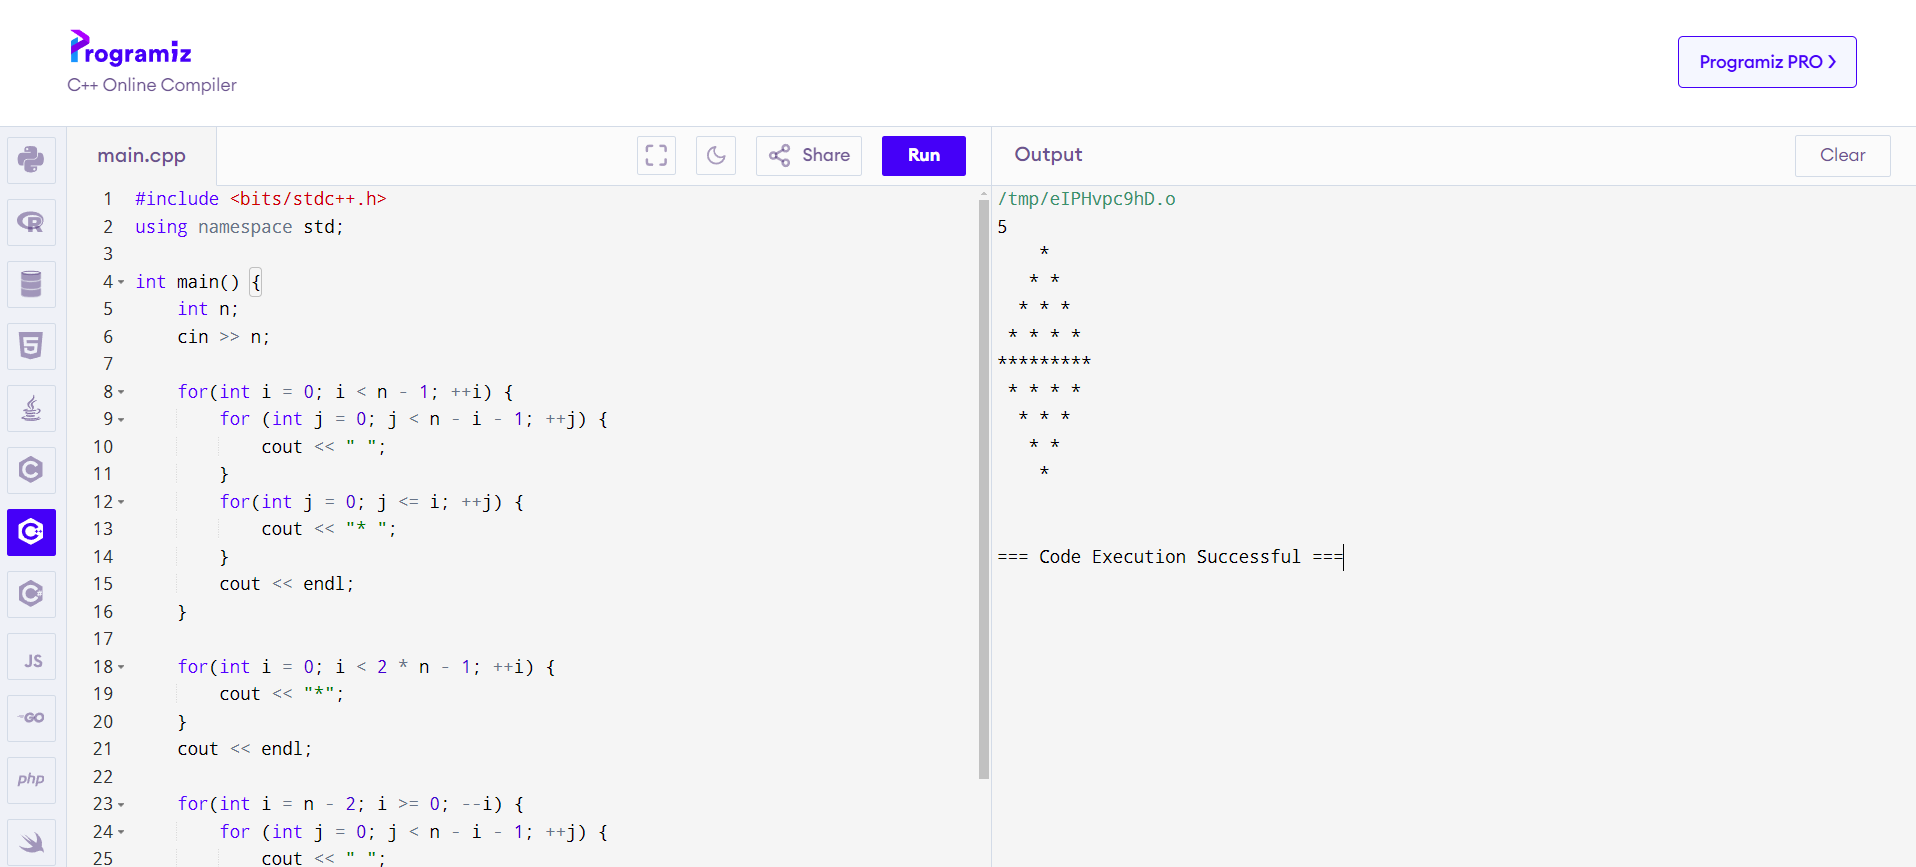 Programiz
C++ Online Compiler
Programiz PRO >
main.cpp
Share
Run
Output
Clear
1 #include <bits/stdc++.h>
2 using namespace std;
3
4 int main() {
5     int n;
6     cin >> n;
7
8     for(int i = 0; i < n - 1; ++i) {
9         for (int j = 0; j < n - i - 1; ++j) {
10             cout << " ";
11         }
12         for(int j = 0; j <= i; ++j) {
13             cout << "* ";
14         }
15         cout << endl;
16     }
17
18     for(int i = 0; i < 2 * n - 1; ++i) {
19         cout << "*";
20     }
21     cout << endl;
22
23     for(int i = n - 2; i >= 0; --i) {
24         for (int j = 0; j < n - i - 1; ++j) {
25             cout << " ";
/tmp/eIPHvpc9hD.o
5
    *
   * *
  * * *
 * * * *
*********
 * * * *
  * * *
   * *
    *
=== Code Execution Successful ===
R
5
C
C++
C#
JS
GO
php